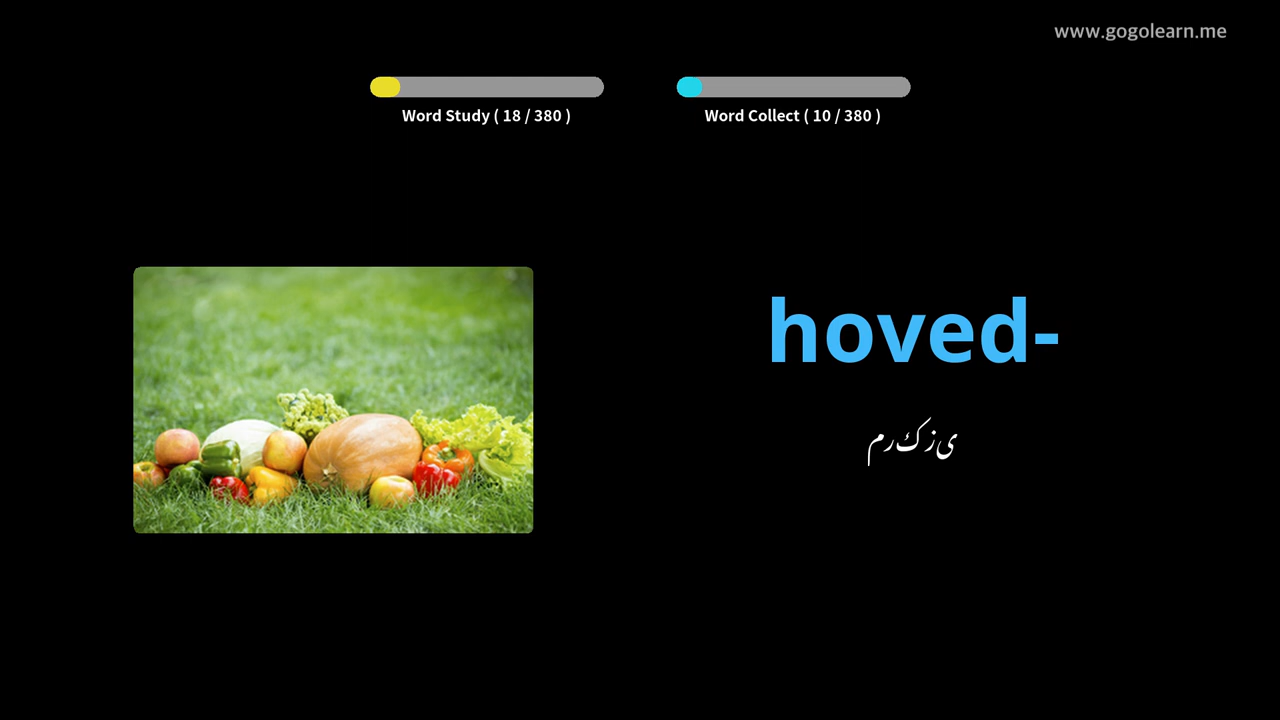 www.gogolearn.me
Word Study ( 18 / 380 )
Word Collect ( 10 / 380 )
hoved-
مرکزی